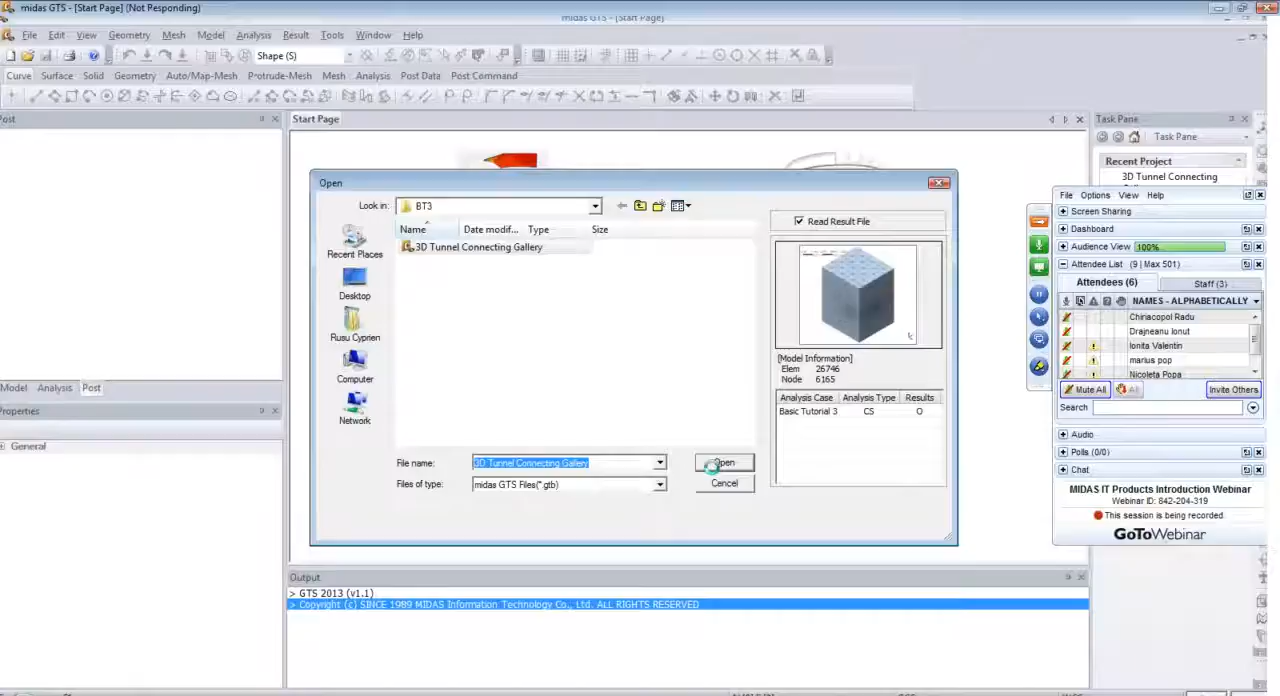 midas GTS - [Start Page] (Not Responding)
midas GTS - [Start Page]
File Edit View Geometry Mesh Model Analysis Result Tools Window Help
Shape (S)
Curve Surface Solid Geometry Auto/Map-Mesh Protrude-Mesh Mesh Analysis Post Data Post Command
Post
Start Page
Task Pane
Task Pane
Recent Project
3D Tunnel Connecting
Open
Look in: BT3
Name Date modif... Type Size
3D Tunnel Connecting Gallery
Recent Places
Desktop
Rusu Cyprien
Computer
Network
File name: 3D Tunnel Connecting Gallery Open
Files of type: midas GTS Files(*.gtb) Cancel
Read Result File
[Model Information]
Elem 26746
Node 6165
Analysis Case Analysis Type Results
Basic Tutorial 3 CS O
Model Analysis Post
Properties
General
Output
> GTS 2013 (v1.1)
> Copyright (c) SINCE 1989 MIDAS Information Technology Co., Ltd. ALL RIGHTS RESERVED
File Options View Help
Screen Sharing
Dashboard
Audience View 100%
Attendee List (9 | Max 501)
Attendees (6) Staff (3)
NAMES - ALPHABETICALLY
Chiriacopol Radu
Drajneanu Ionut
Ionita Valentin
marius pop
Nicoleta Popa
Mute All All Invite Others
Search
Audio
Polls (0/0)
Chat
MIDAS IT Products Introduction Webinar
Webinar ID: 842-204-319
This session is being recorded.
GoToWebinar